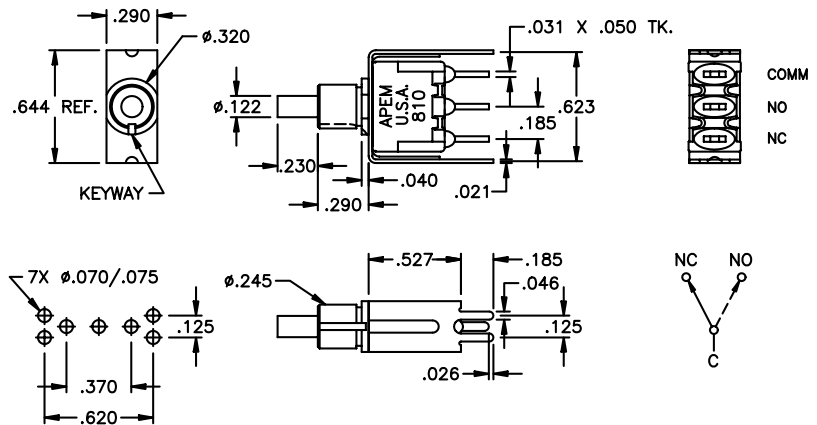 .290
ø.320
.644 REF.
KEYWAY
ø.122
.230
.290
.040
APEM
U.S.A.
810
.031 X .050 TK.
.623
.185
.021
COMM
NO
NC
7X ø.070/.075
.125
.370
.620
ø.245
.527
.185
.046
.125
.026
NC NO
C